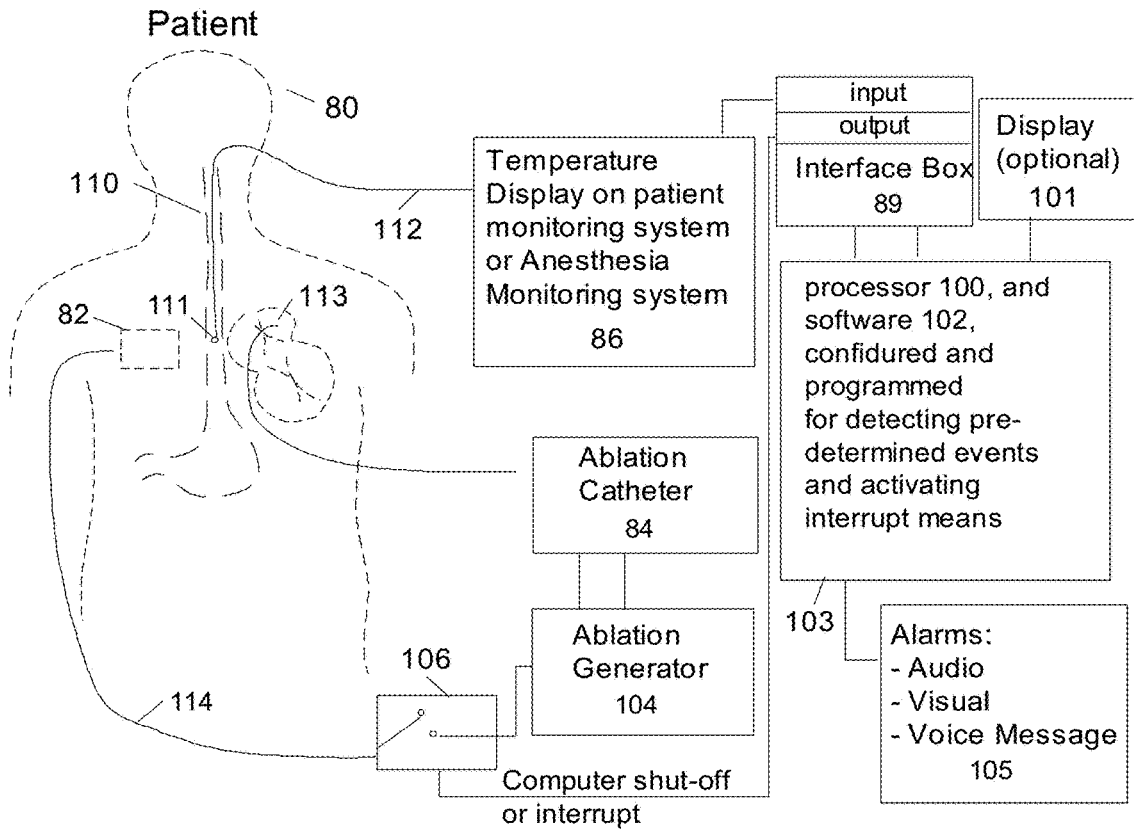 Patient
80
110
112
82
111
113
Temperature
Display on patient
monitoring system
or Anesthesia
Monitoring system
86
input
output
Interface Box
89
Display
(optional)
101
processor 100, and
software 102,
confidured and
programmed
for detecting pre-
determined events
and activating
interrupt means
103
Ablation
Catheter
84
Ablation
Generator
104
106
114
Computer shut-off
or interrupt
Alarms:
- Audio
- Visual
- Voice Message
105